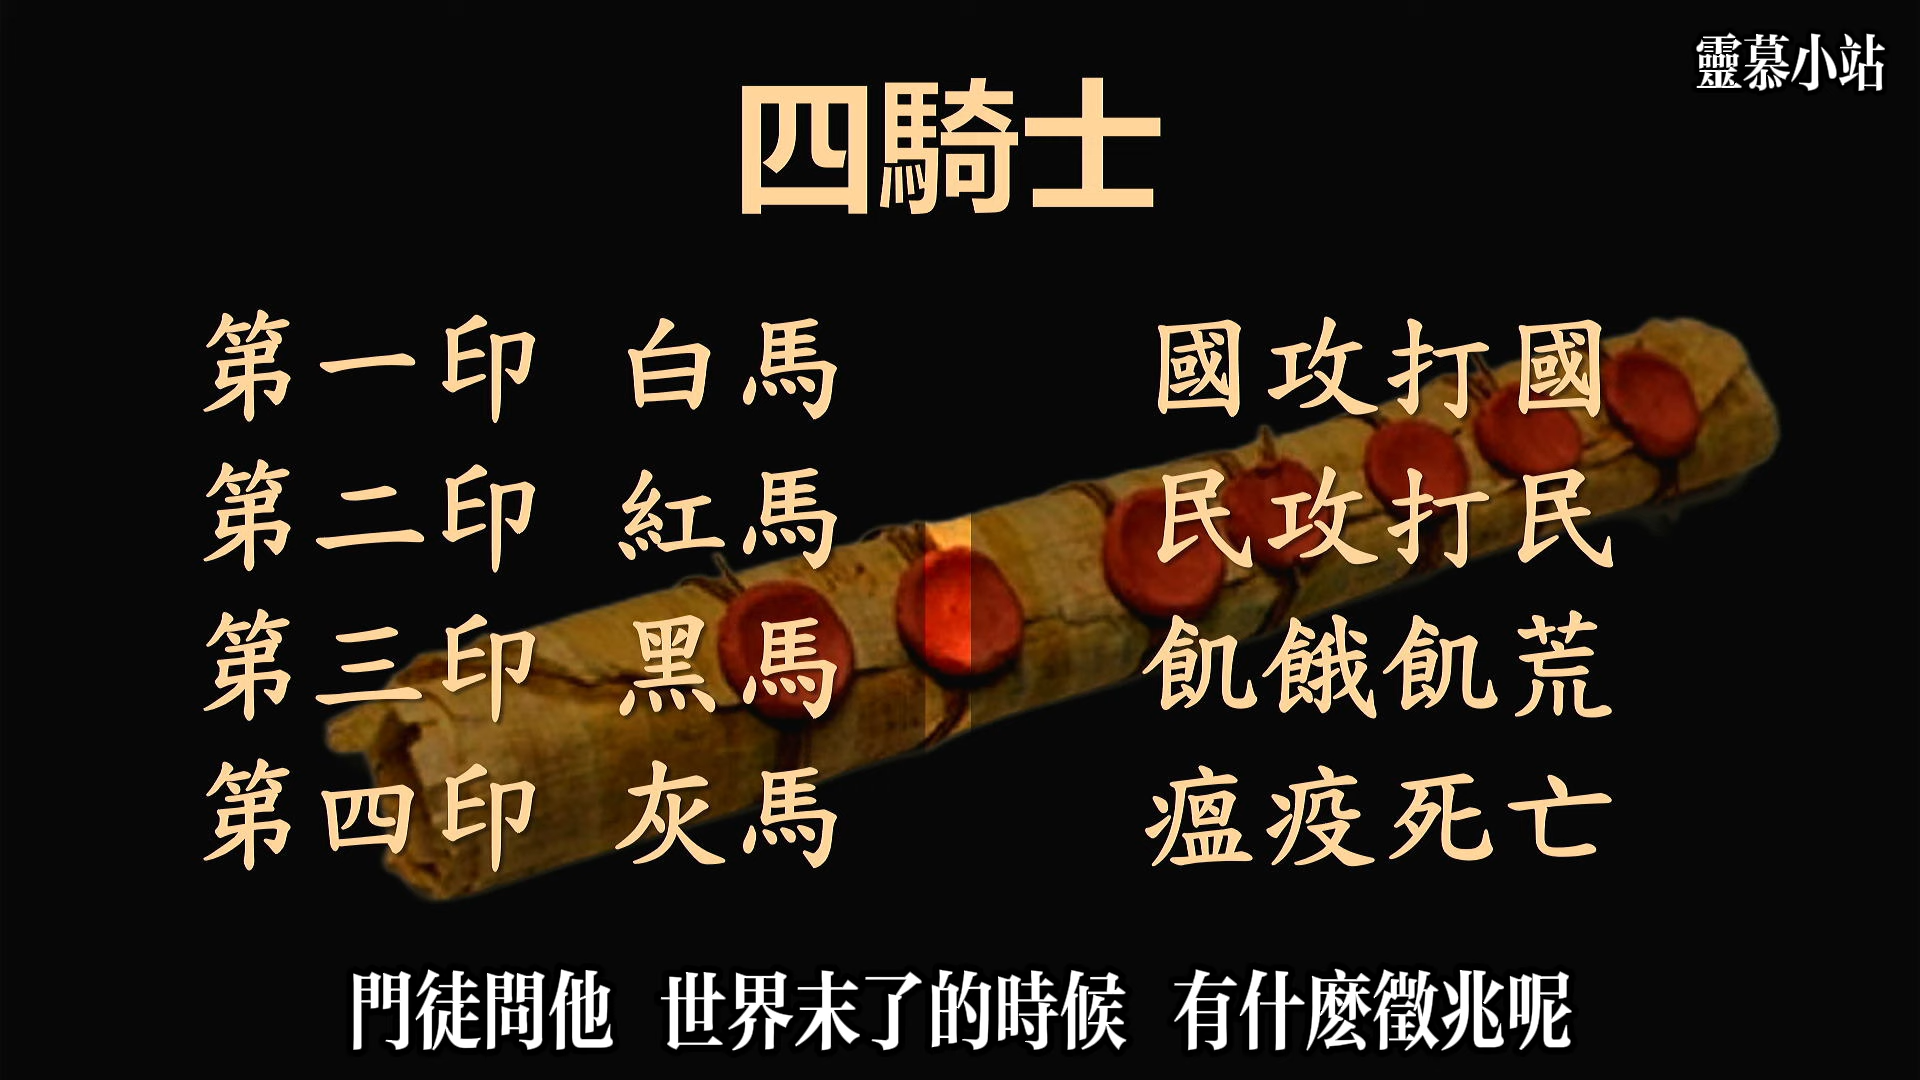 靈慕小站
四騎士
第一印 白馬 國攻打國
第二印 紅馬 民攻打民
第三印 黑馬 飢餓飢荒
第四印 灰馬 瘟疫死亡
門徒問他 世界末了的時候 有什麼徵兆呢